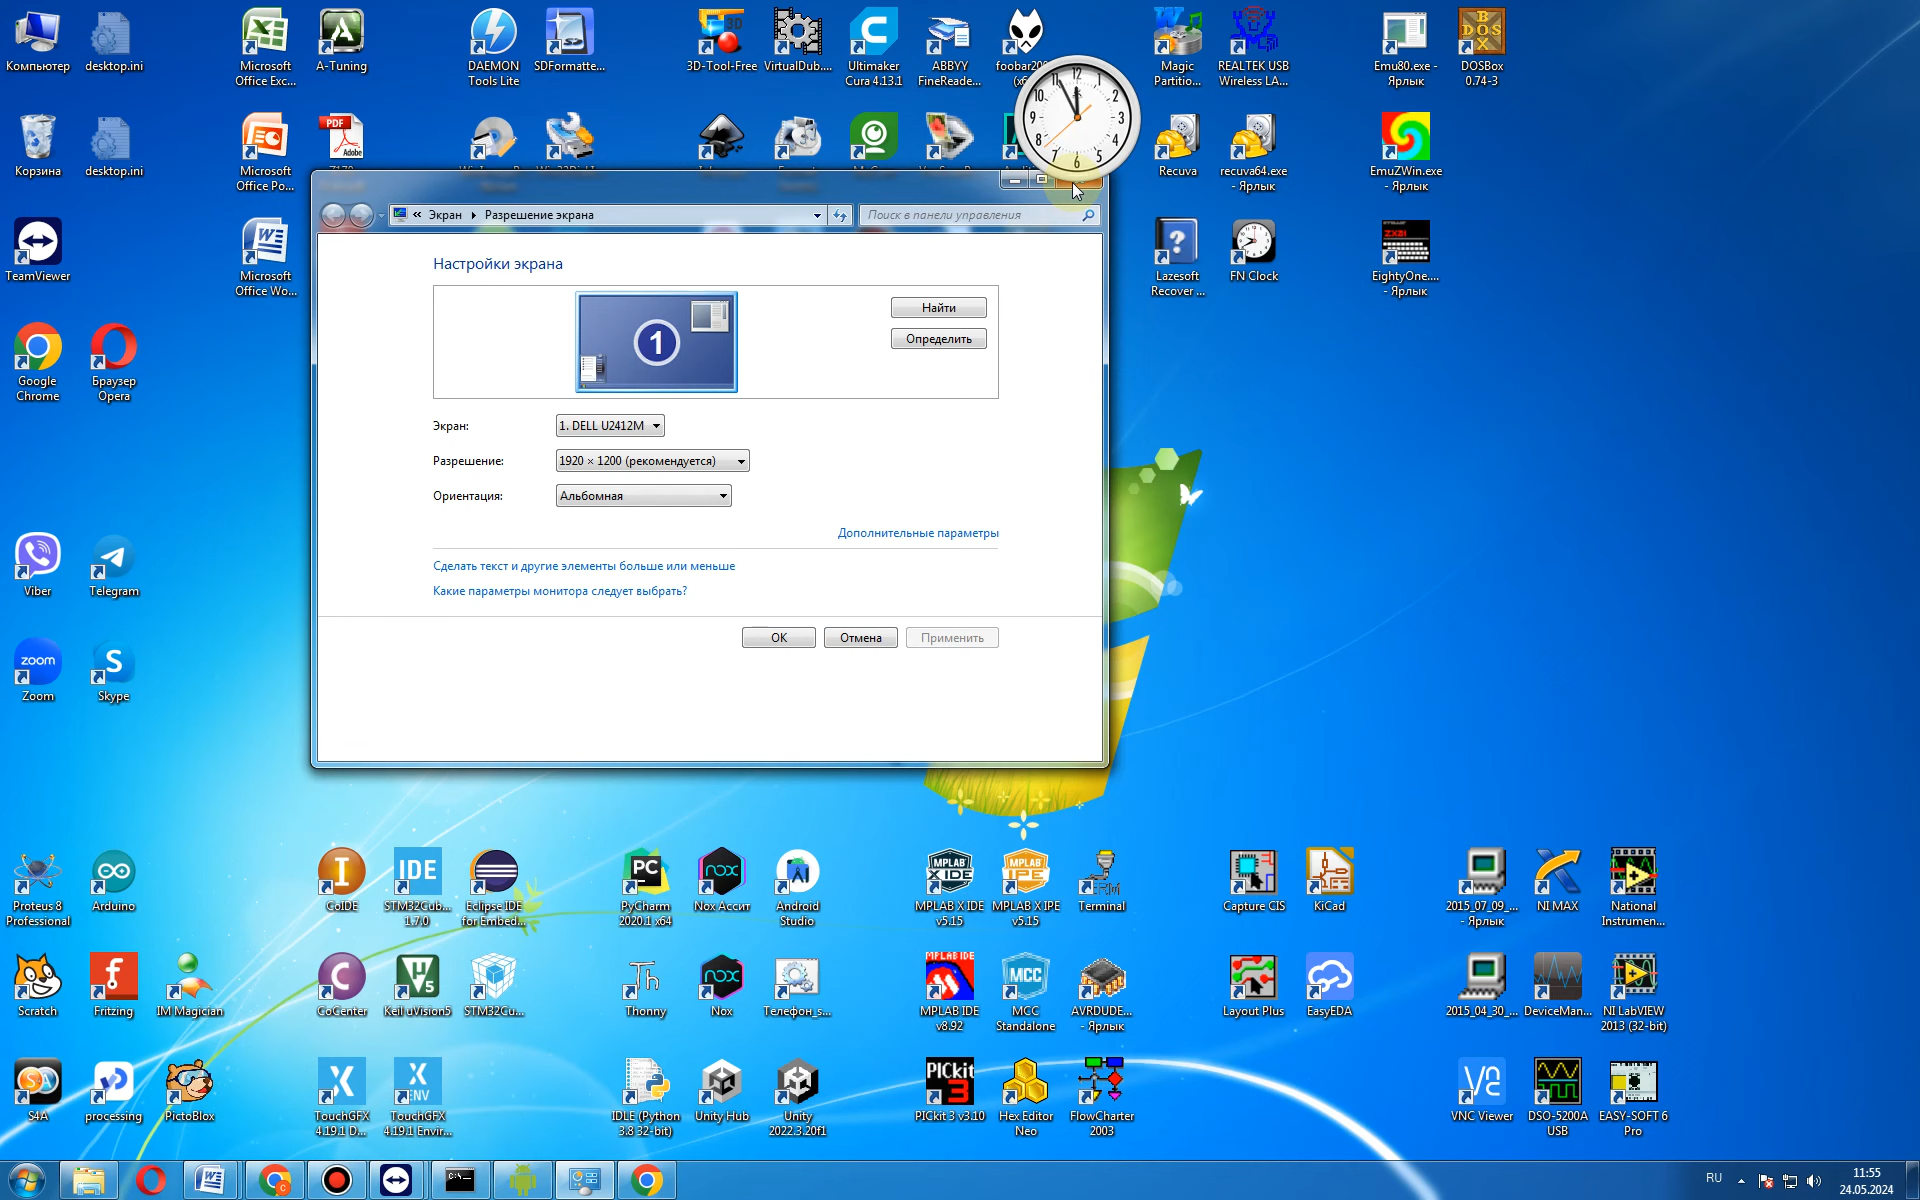 Компьютер
desktop.ini
Microsoft
Office Exc...
A-Tuning
DAEMON
Tools Lite
SDFormatte...
3D-Tool-Free
VirtualDub....
Ultimaker
Cura 4.13.1
ABBYY
FineReade...
Magic
Partitio...
REALTEK USB
Wireless LA...
Emu80.exe -
Ярлык
DOSBox
0.74-3
Корзина
desktop.ini
Microsoft
Office Po...
Recuva
recuva64.exe
- Ярлык
EmuZWin.exe
- Ярлык
TeamViewer
Microsoft
Office Wo...
Lazesoft
Recover ...
FN Clock
EightyOne....
- Ярлык
Google
Chrome
Браузер
Opera
Viber
Telegram
Zoom
Skype
« Экран ▸ Разрешение экрана
Поиск в панели управления
Настройки экрана
1
Найти
Определить
Экран:
1. DELL U2412M
Разрешение:
1920 × 1200 (рекомендуется)
Ориентация:
Альбомная
Дополнительные параметры
Сделать текст и другие элементы больше или меньше
Какие параметры монитора следует выбрать?
ОК
Отмена
Применить
Proteus 8
Professional
Arduino
CoIDE
STM32Cub...
1.7.0
Eclipse IDE
for Embed...
PyCharm
2020.1 x64
Nox Ассит
Android
Studio
MPLAB X IDE
v5.15
MPLAB X IPE
v5.15
Terminal
Capture CIS
KiCad
2015_07_09_...
- Ярлык
NI MAX
National
Instrumen...
Scratch
Fritzing
IM Magician
CoCenter
Keil uVision5
STM32Cu...
Thonny
Nox
Телефон_s...
MPLAB IDE
v8.92
MCC
Standalone
AVRDUDE...
- Ярлык
Layout Plus
EasyEDA
2015_04_30_...
DeviceMan...
NI LabVIEW
2013 (32-bit)
S4A
processing
PictoBlox
TouchGFX
4.19.1 D...
TouchGFX
4.19.1 Envir...
IDLE (Python
3.8 32-bit)
Unity Hub
Unity
2022.3.20f1
PICkit 3 v3.10
Hex Editor
Neo
FlowCharter
2003
VNC Viewer
DSO-5200A
USB
EASY-SOFT 6
Pro
RU
11:55
24.05.2024